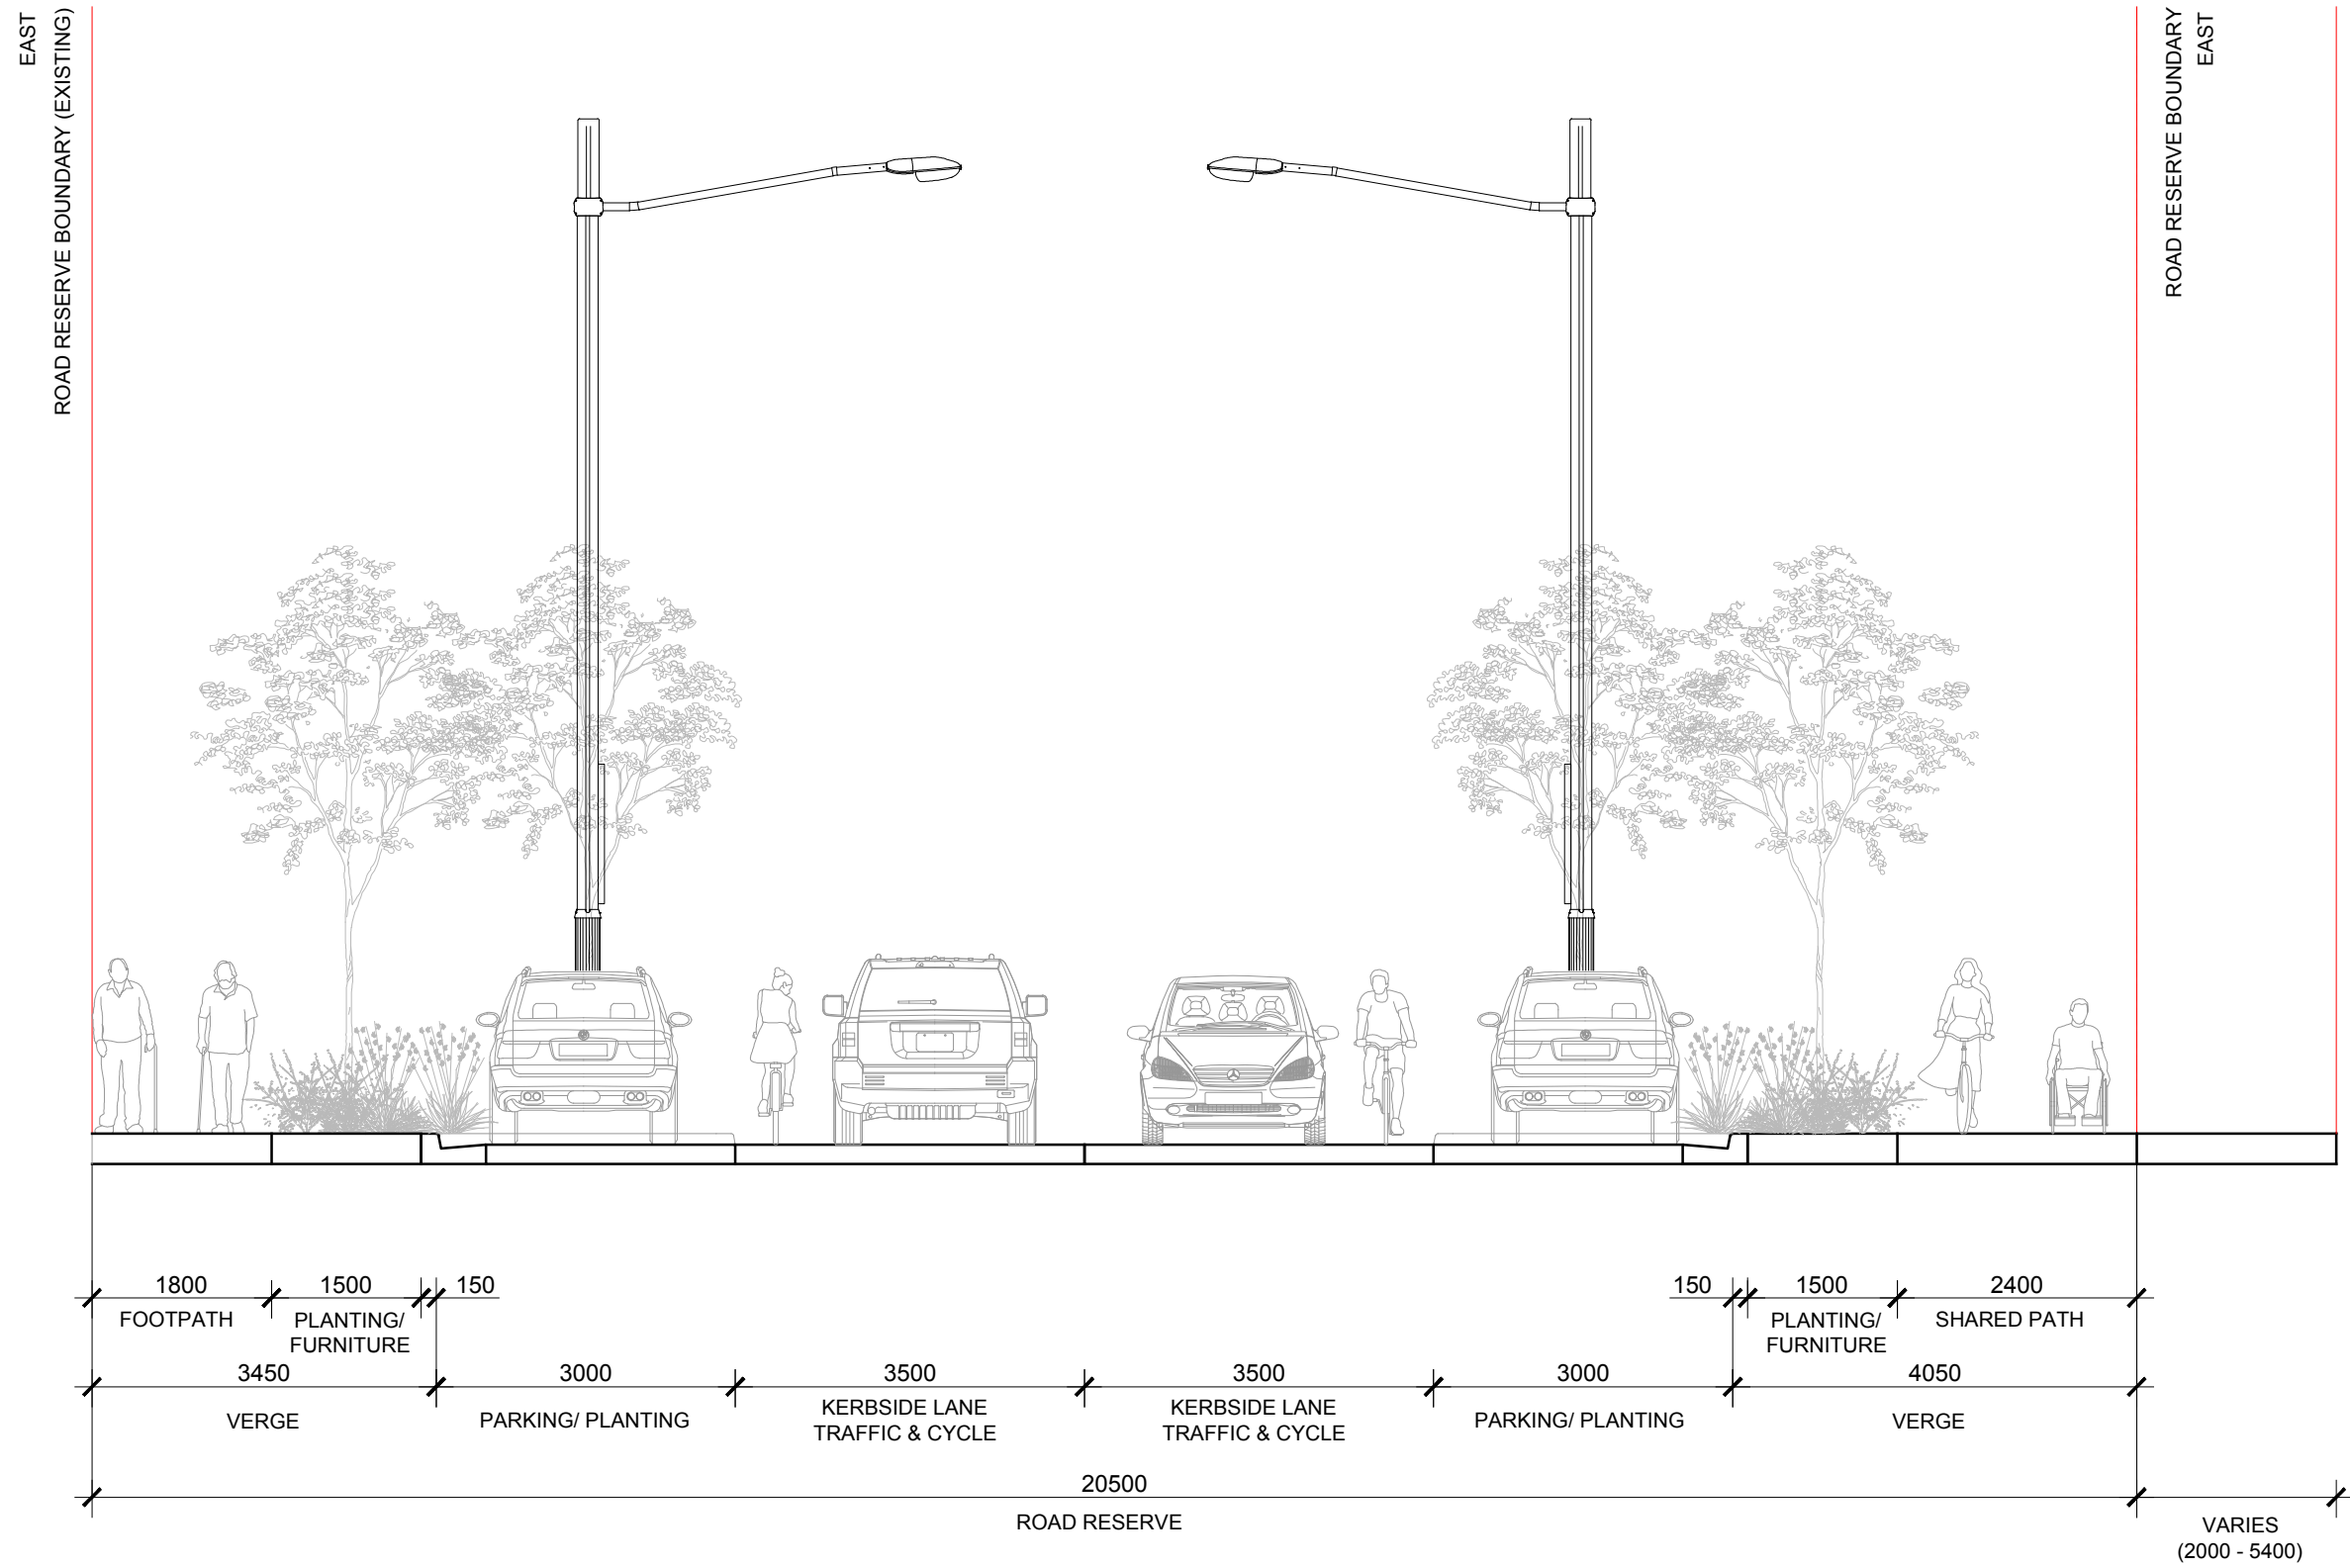 EAST
ROAD RESERVE BOUNDARY (EXISTING)
ROAD RESERVE BOUNDARY
EAST
1800
1500
150
150
1500
2400
FOOTPATH
PLANTING/
FURNITURE
PLANTING/
FURNITURE
SHARED PATH
3450
3000
3500
3500
3000
4050
VERGE
PARKING/ PLANTING
KERBSIDE LANE
TRAFFIC & CYCLE
KERBSIDE LANE
TRAFFIC & CYCLE
PARKING/ PLANTING
VERGE
20500
ROAD RESERVE
VARIES
(2000 - 5400)